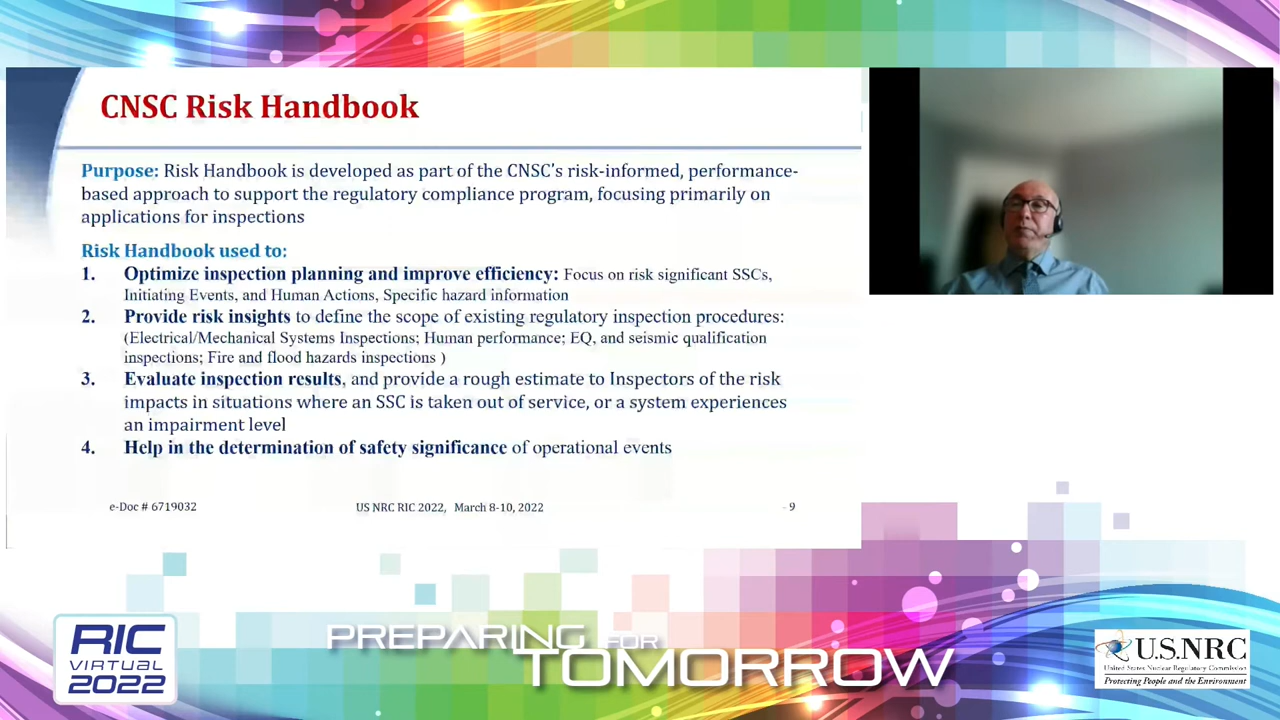 CNSC Risk Handbook
Purpose: Risk Handbook is developed as part of the CNSC's risk-informed, performance-
based approach to support the regulatory compliance program, focusing primarily on
applications for inspections
Risk Handbook used to:
1. Optimize inspection planning and improve efficiency: Focus on risk significant SSCs,
Initiating Events, and Human Actions, Specific hazard information
2. Provide risk insights to define the scope of existing regulatory inspection procedures:
(Electrical/Mechanical Systems Inspections; Human performance; EQ, and seismic qualification
inspections; Fire and flood hazards inspections )
3. Evaluate inspection results, and provide a rough estimate to Inspectors of the risk
impacts in situations where an SSC is taken out of service, or a system experiences
an impairment level
4. Help in the determination of safety significance of operational events
e-Doc # 6719032
US NRC RIC 2022, March 8-10, 2022
- 9
RIC
VIRTUAL
2022
PREPARING FOR
TOMORROW
U.S.NRC
United States Nuclear Regulatory Commission
Protecting People and the Environment